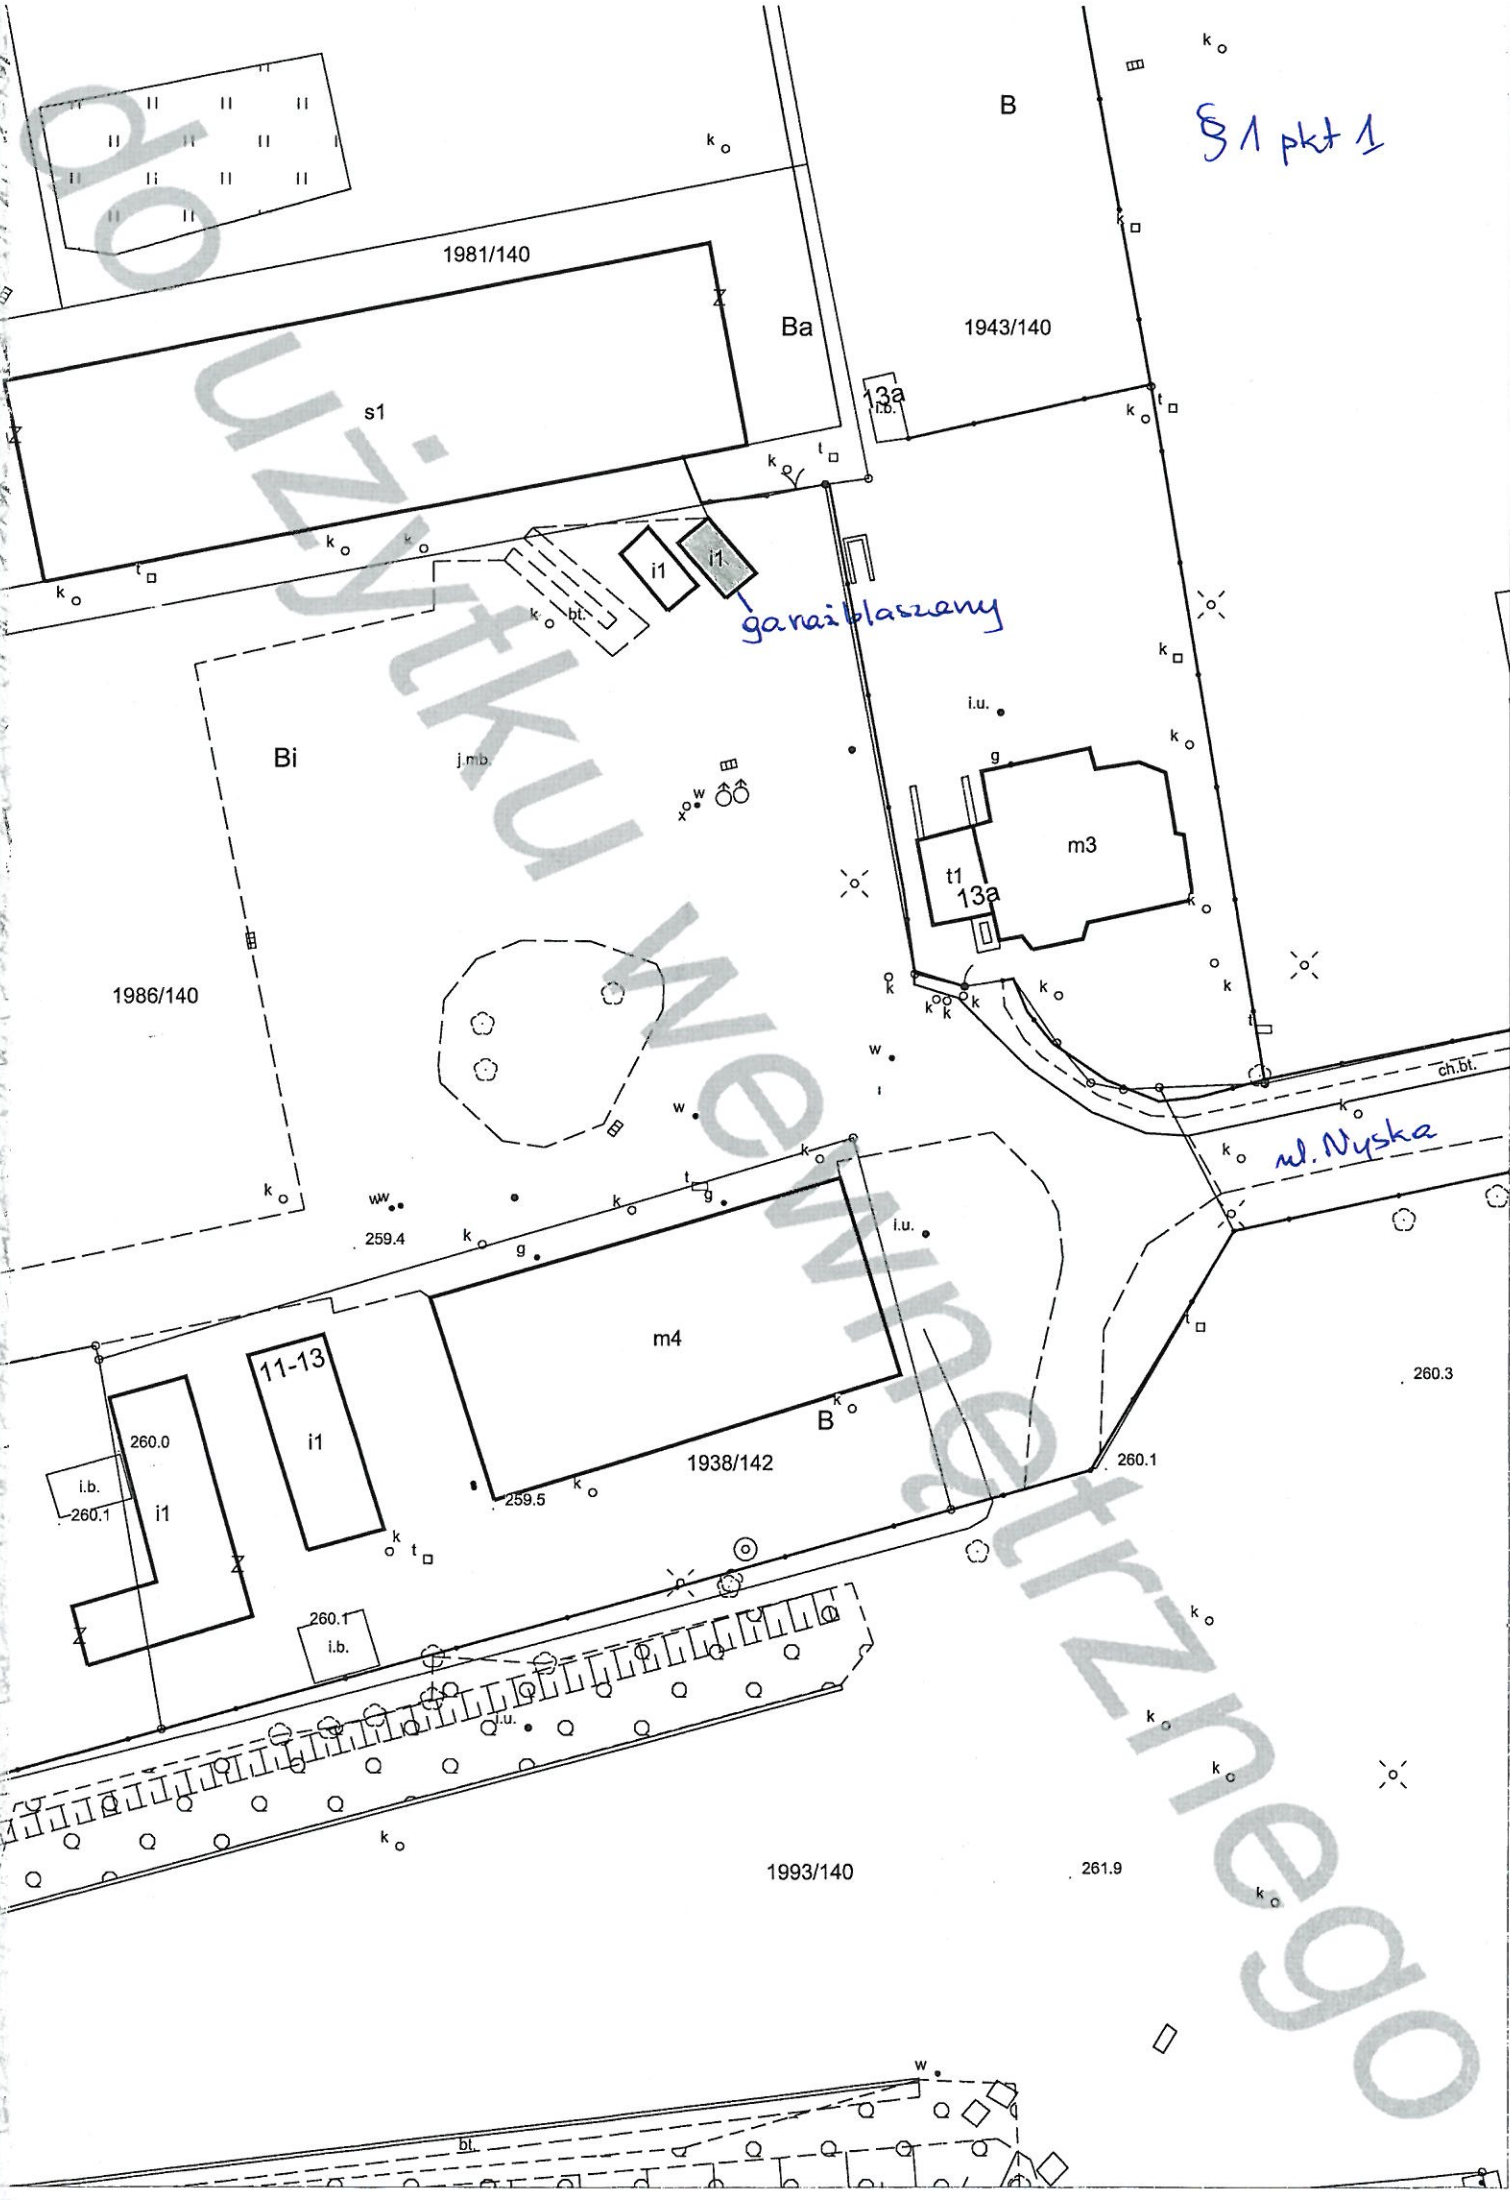 k
B
§ 1 pkt 1
k
k
1981/140
Z
Ba
1943/140
13a
i.b.
t
k
s1
Z
t
k
k
k
t
k
i1
i1
k
bt.
garaż blaszany
k
i.u.
k
g
Bi
j.mb.
w
x
m3
t1
13a
k
1986/140
k
k
k
k
k
k
t
w
ch.bt.
w
k
k
k
ul. Nyska
t
g
k
k
ww
i.u.
259.4
k
g
t
m4
11-13
260.3
k
B
260.0
i1
1938/142
260.1
i.b.
k
259.5
260.1
i1
k
t
Z
260.1
i.b.
Z
k
i.u.
k
k
k
1993/140
261.9
k
w
bt.
do użytku wewnętrznego